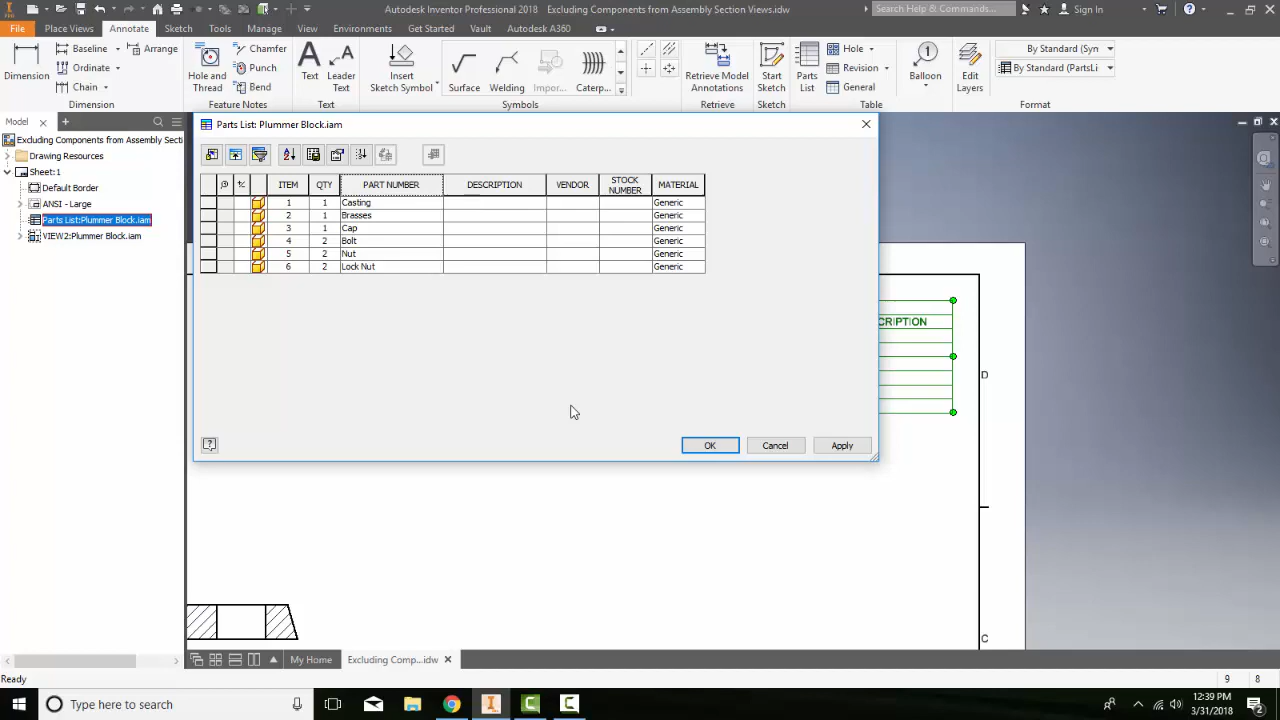 Autodesk Inventor Professional 2018 Excluding Components from Assembly Section Views.idw
Search Help & Commands...
Sign In
File Place Views Annotate Sketch Tools Manage View Environments Get Started Vault Autodesk A360
Dimension
Baseline
Ordinate
Chain
Arrange
Dimension
Hole and
Thread
Chamfer
Punch
Bend
Feature Notes
Text
Leader
Text
Text
Insert
Sketch Symbol
Surface
Welding
Impor...
Caterp...
Symbols
Retrieve Model
Annotations
Retrieve
Start
Sketch
Sketch
Parts
List
Hole
Revision
General
Table
Balloon
Edit
Layers
By Standard (Syn
By Standard (PartsLi
Format
Model
Excluding Components from Assembly Secti
Drawing Resources
Sheet: 1
Default Border
ANSI - Large
Parts List:Plummer Block.iam
VIEW2:Plummer Block.iam
Parts List: Plummer Block.iam
ITEM QTY PART NUMBER DESCRIPTION VENDOR STOCK NUMBER MATERIAL
1 1 Casting Generic
2 1 Brasses Generic
3 1 Cap Generic
4 2 Bolt Generic
5 2 Nut Generic
6 2 Lock Nut Generic
OK Cancel Apply
CRIPTION
D
C
My Home
Excluding Comp...idw
Ready
9 8
Type here to search
12:39 PM
3/31/2018
2